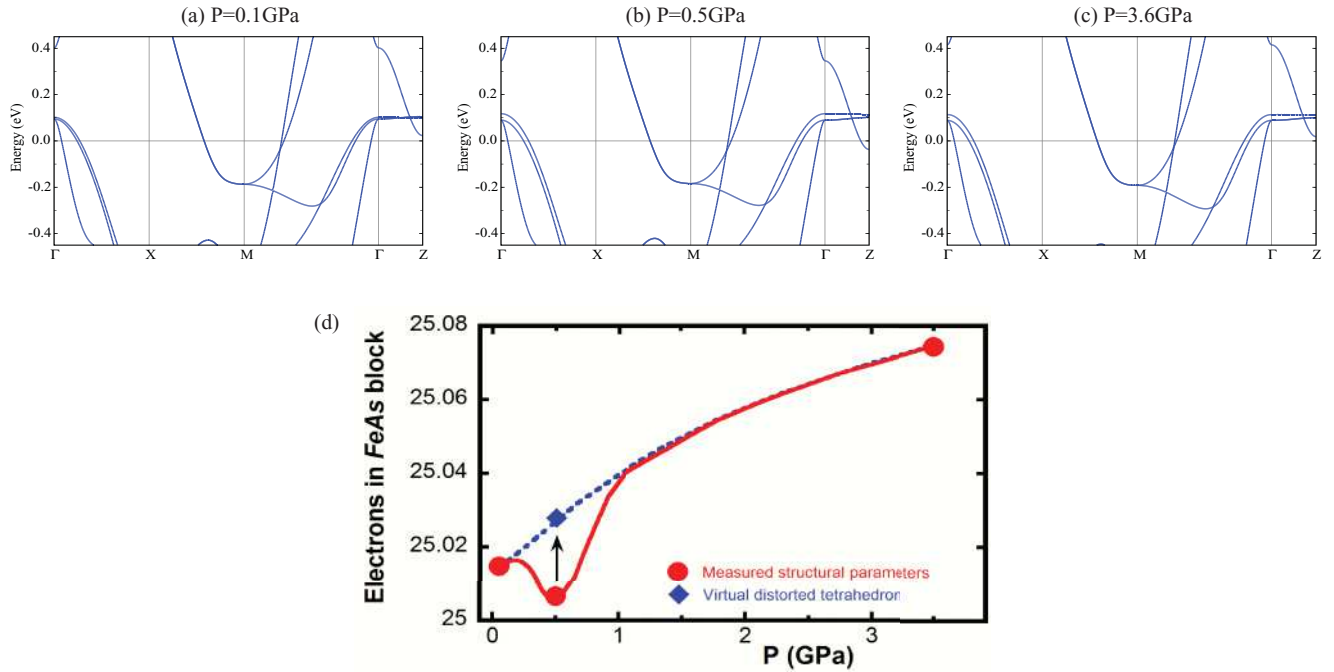 (a) P=0.1GPa
(b) P=0.5GPa
(c) P=3.6GPa
Energy (eV)
0.4
0.2
0.0
-0.2
-0.4
Γ X M Γ Z
Energy (eV)
0.4
0.2
0.0
-0.2
-0.4
Γ X M Γ Z
Energy (eV)
0.4
0.2
0.0
-0.2
-0.4
Γ X M Γ Z
(d)
Electrons in FeAs block
25.08
25.06
25.04
25.02
25
Measured structural parameters
Virtual distorted tetrahedron
0 1 2 3
P (GPa)